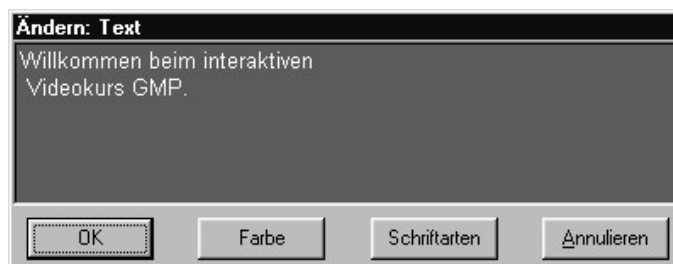 Ändern: Text
Willkommen beim interaktiven
Videokurs GMP.
OK Farbe Schriftarten Annulieren